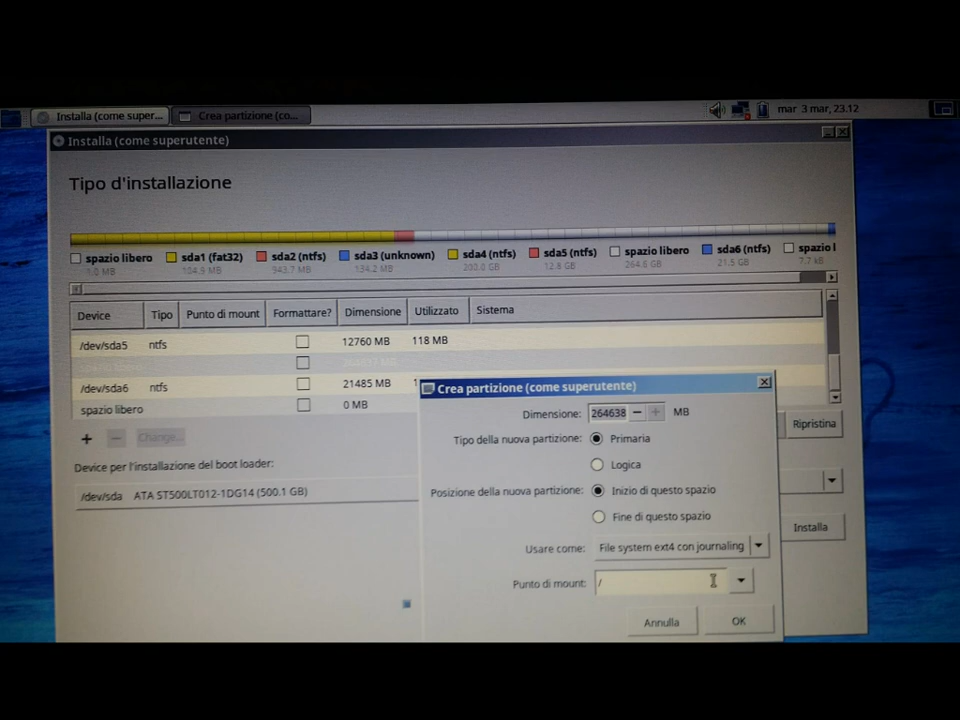 Installa (come super... Crea partizione (co... mar 3 mar, 23.12
Installa (come superutente)
Tipo d'installazione
spazio libero sda1 (fat32) sda2 (ntfs) sda3 (unknown) sda4 (ntfs) sda5 (ntfs) spazio libero sda6 (ntfs) spazio l
104.9 MB 943.7 MB 134.2 MB 200.0 GB 12.8 GB 264.6 GB 21.5 GB 7.7 kB
Device Tipo Punto di mount Formattare? Dimensione Utilizzato Sistema
/dev/sda5 ntfs 12760 MB 118 MB
/dev/sda6 ntfs 21485 MB
spazio libero 0 MB
+ − Change...
Ripristina
Device per l'installazione del boot loader:
/dev/sda ATA ST500LT012-1DG14 (500.1 GB)
Installa
Crea partizione (come superutente)
Dimensione: 264638 − + MB
Tipo della nuova partizione: Primaria
Logica
Posizione della nuova partizione: Inizio di questo spazio
Fine di questo spazio
Usare come: File system ext4 con journaling
Punto di mount: /
Annulla OK